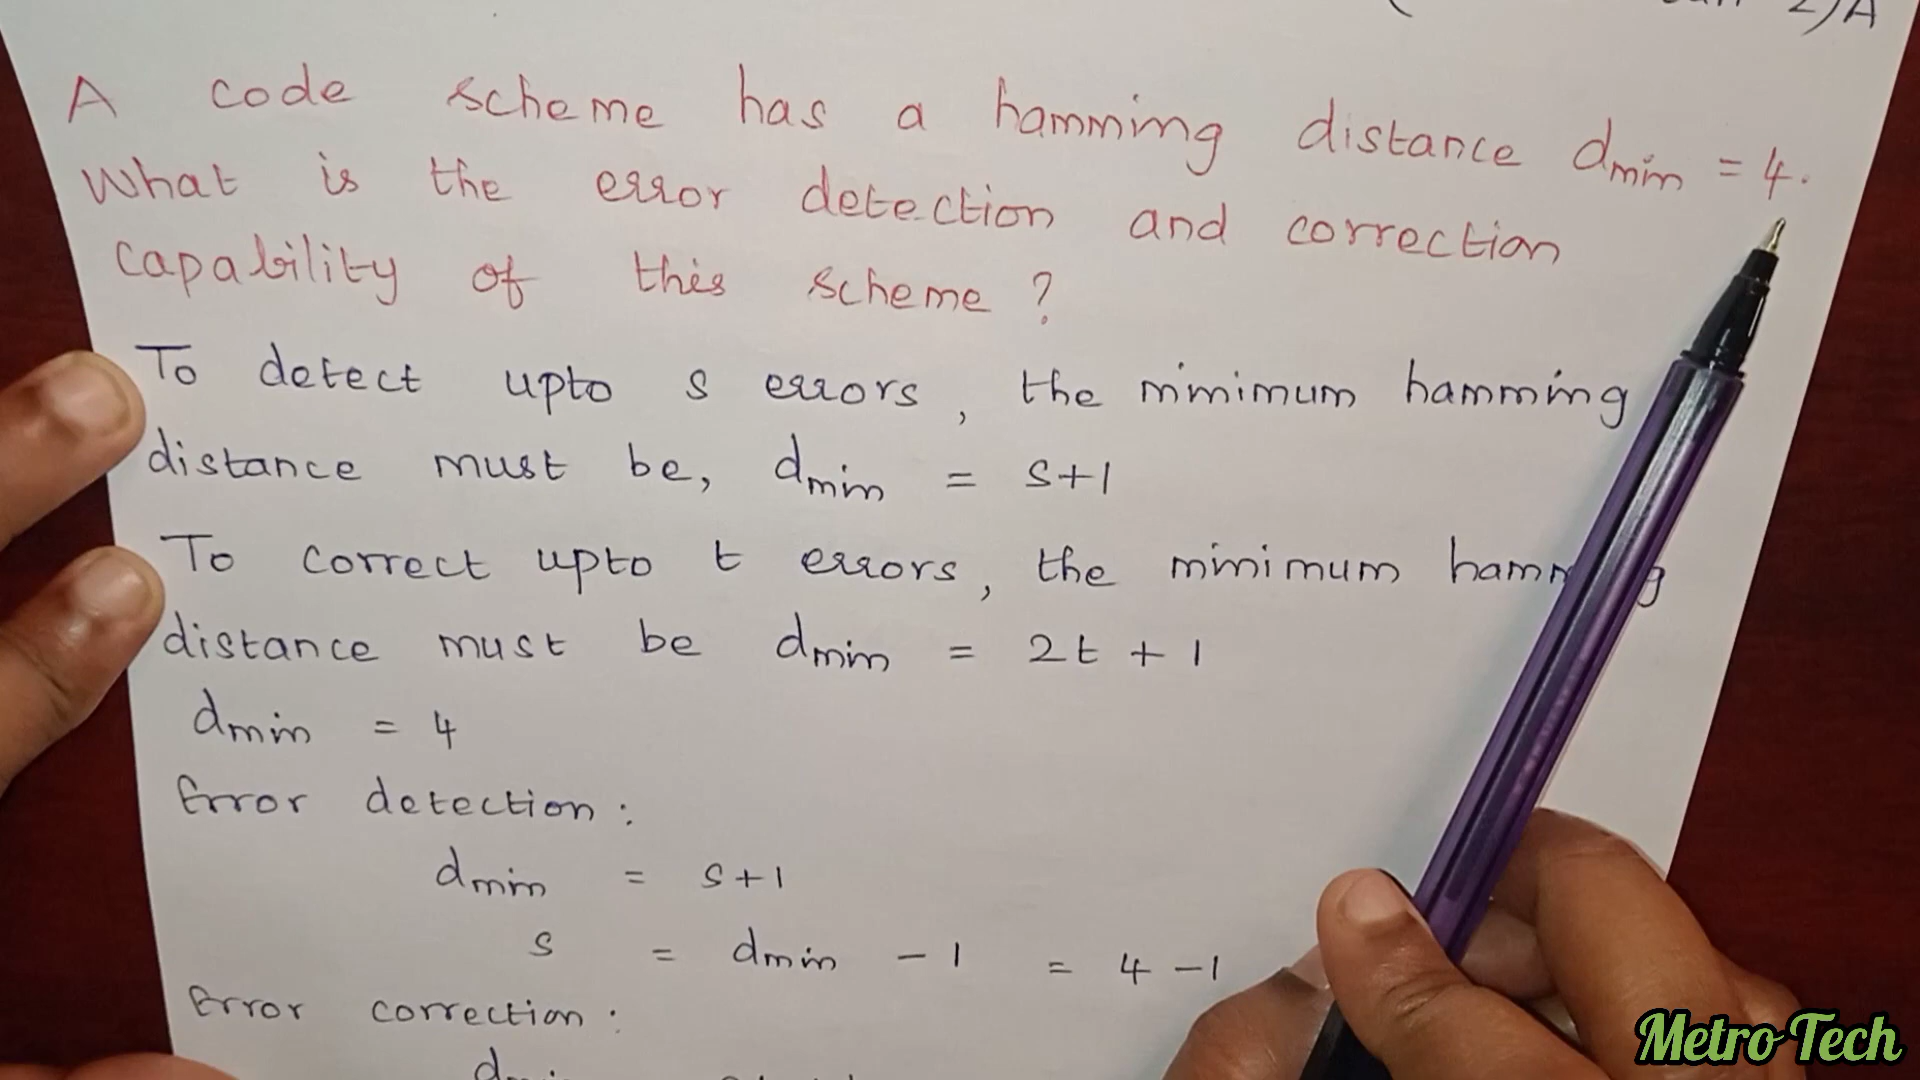 2)A
A code scheme has a hamming distance dmin = 4.
What is the error detection and correction
capability of this scheme ?
To detect upto s errors, the minimum hamming
distance must be, dmin = s+1
To correct upto t errors, the minimum hamming
distance must be dmin = 2t + 1
dmin = 4
Error detection :
dmin = s+1
s = dmin - 1 = 4 - 1
Error correction :
Metro Tech